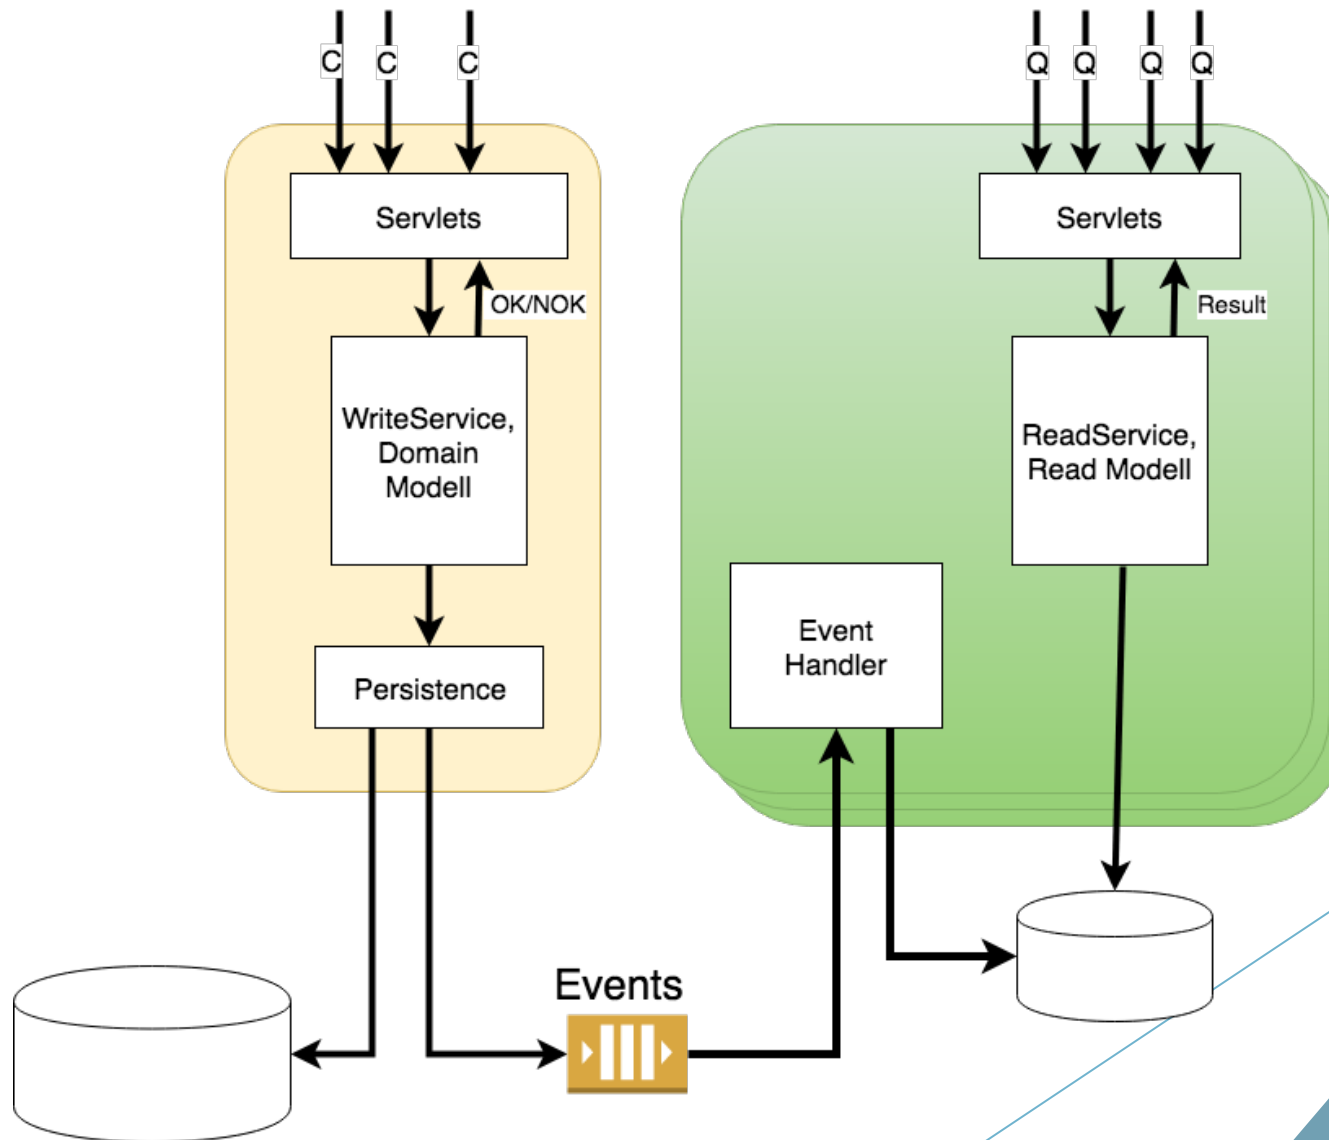 C
C
C
Q
Q
Q
Q
Servlets
OK/NOK
WriteService,
Domain
Modell
Persistence
Servlets
Result
ReadService,
Read Modell
Event
Handler
Events